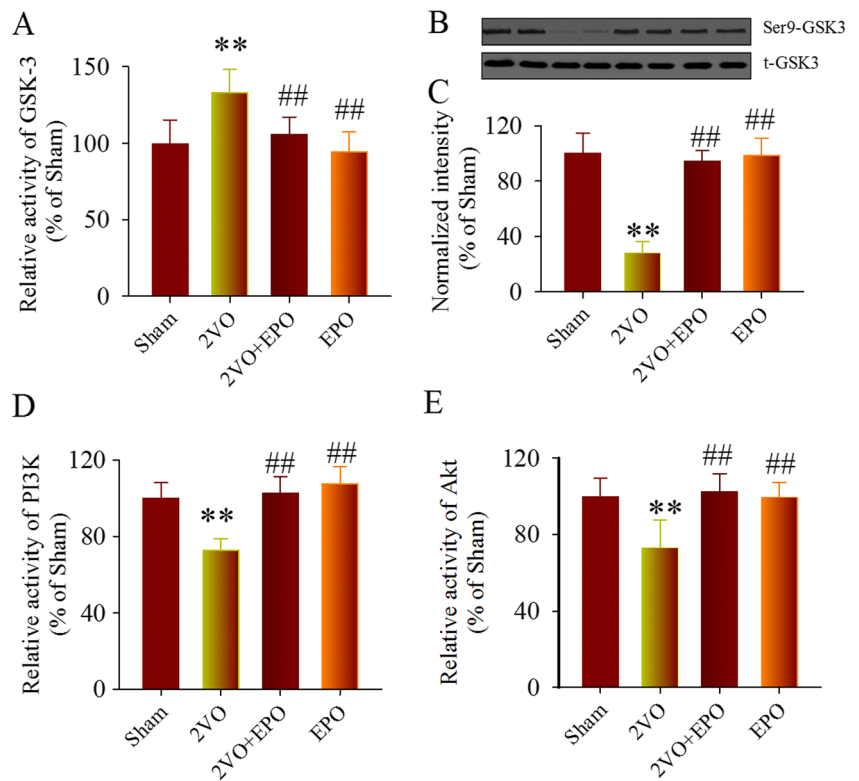 A
Relative activity of GSK-3
(% of Sham)
150
100
50
0
**
##
##
Sham
2VO
2VO+EPO
EPO
B
Ser9-GSK3
t-GSK3
C
Normalized intensity
(% of Sham)
120
80
40
0
**
##
##
Sham
2VO
2VO+EPO
EPO
D
Relative activity of PI3K
(% of Sham)
120
80
40
0
**
##
##
Sham
2VO
2VO+EPO
EPO
E
Relative activity of Akt
(% of Sham)
120
80
40
0
**
##
##
Sham
2VO
2VO+EPO
EPO